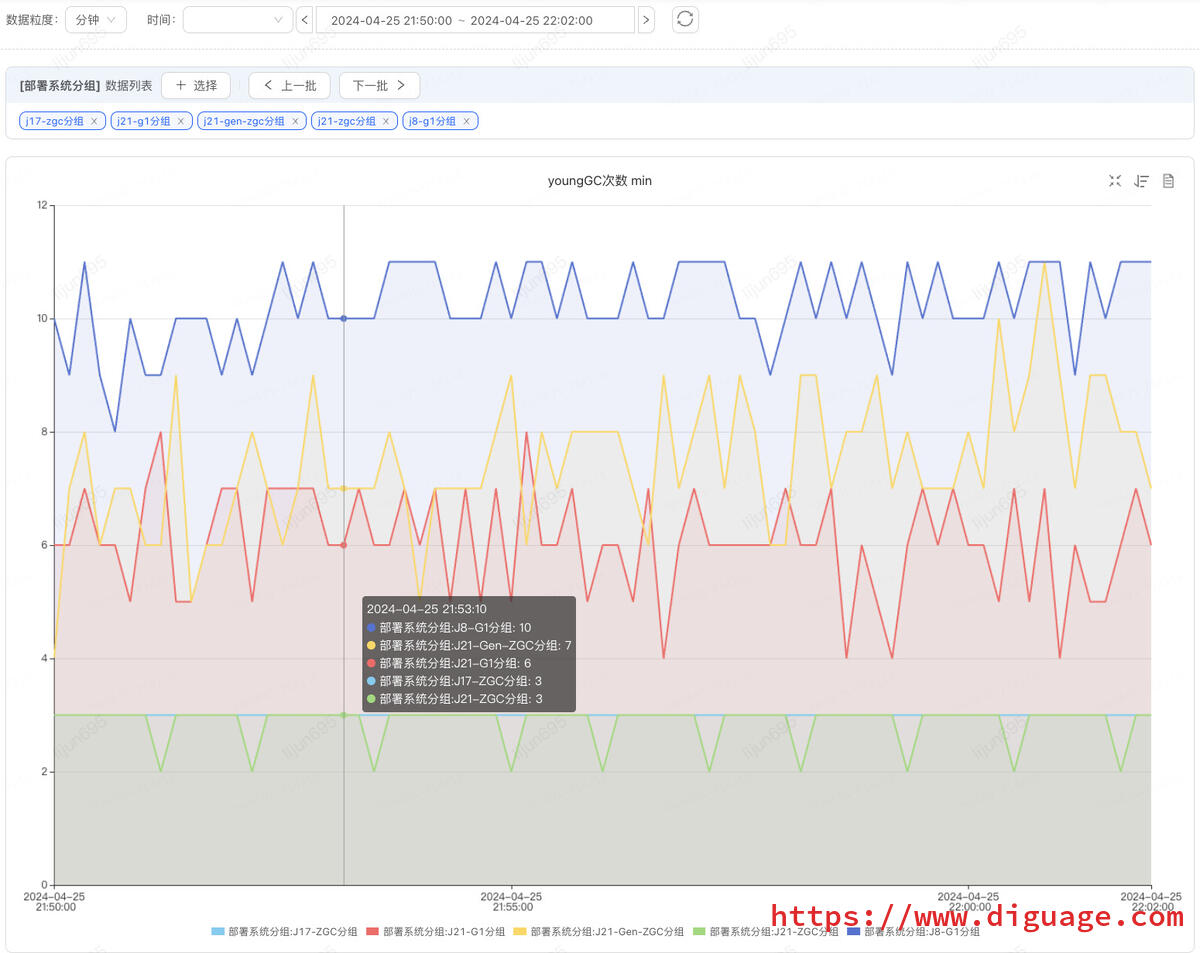 数据粒度: 分钟 时间: 2024-04-25 21:50:00 ~ 2024-04-25 22:02:00
[部署系统分组] 数据列表 + 选择 < 上一批 下一批 >
j17-zgc分组 × j21-g1分组 × j21-gen-zgc分组 × j21-zgc分组 × j8-g1分组 ×
youngGC次数 min
12
10
8
6
4
2
0
2024-04-25 21:53:10
部署系统分组:J8-G1分组: 10
部署系统分组:J21-Gen-ZGC分组: 7
部署系统分组:J21-G1分组: 6
部署系统分组:J17-ZGC分组: 3
部署系统分组:J21-ZGC分组: 3
2024-04-25 2024-04-25 2024-04-25 2024-04-25
21:50:00 21:55:00 22:00:00 22:02:00
https://www.diguage.com
部署系统分组:J17-ZGC分组 部署系统分组:J21-G1分组 部署系统分组:J21-Gen-ZGC分组 部署系统分组:J21-ZGC分组 部署系统分组:J8-G1分组
lijun695